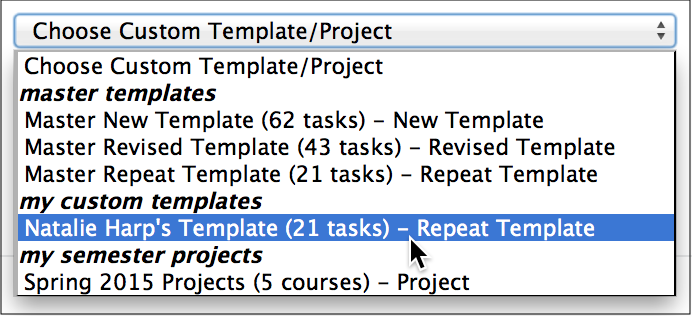 Choose Custom Template/Project
Choose Custom Template/Project
master templates
Master New Template (62 tasks) – New Template
Master Revised Template (43 tasks) – Revised Template
Master Repeat Template (21 tasks) – Repeat Template
my custom templates
Natalie Harp's Template (21 tasks) – Repeat Template
my semester projects
Spring 2015 Projects (5 courses) – Project